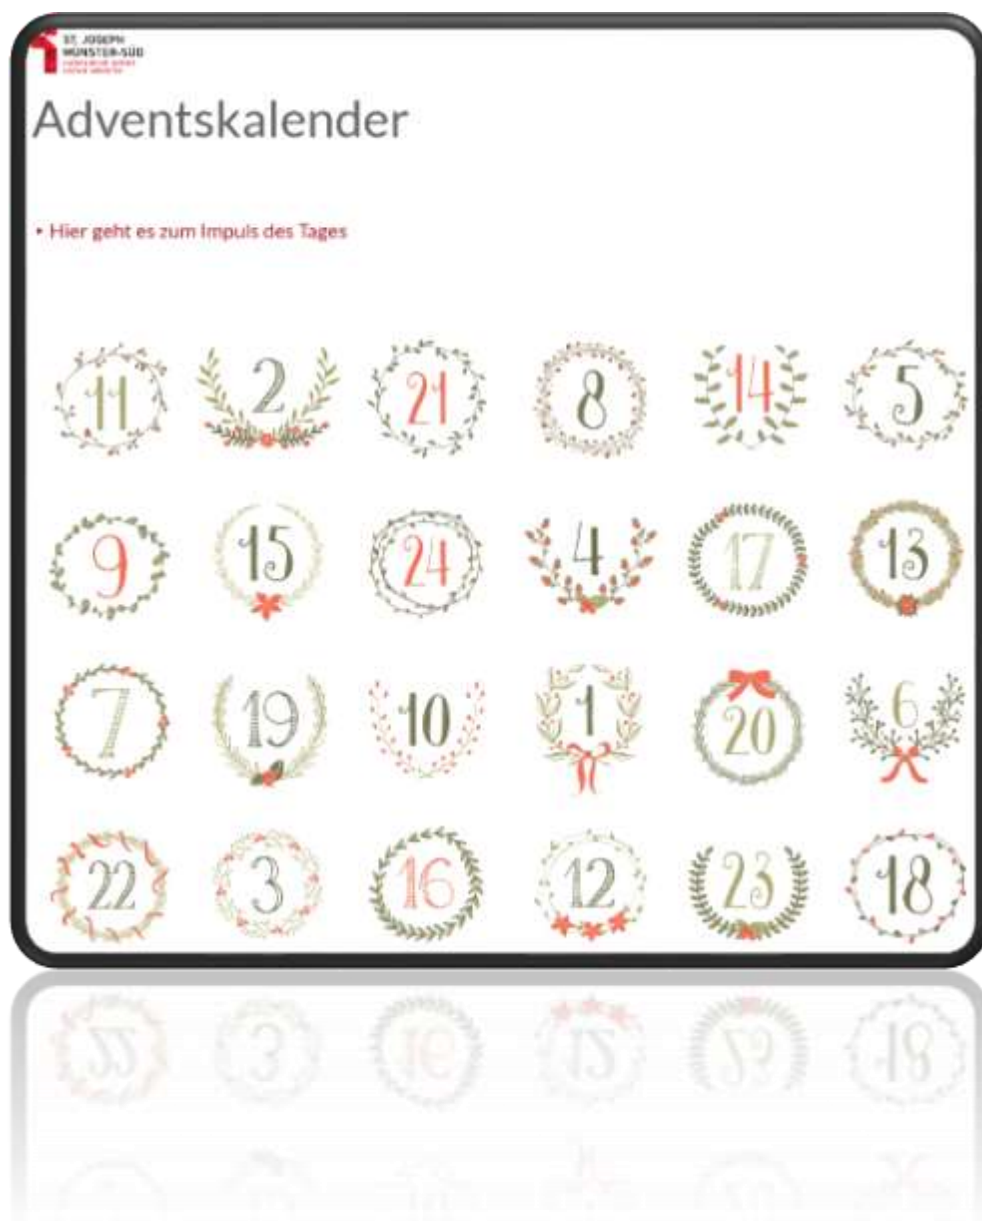 ST. JOSEPH
MÜNSTER-SÜD
Adventskalender
‣ Hier geht es zum Impuls des Tages
11 2 21 8 14 5
9 15 24 4 17 13
7 19 10 1 20 6
22 3 16 12 23 18